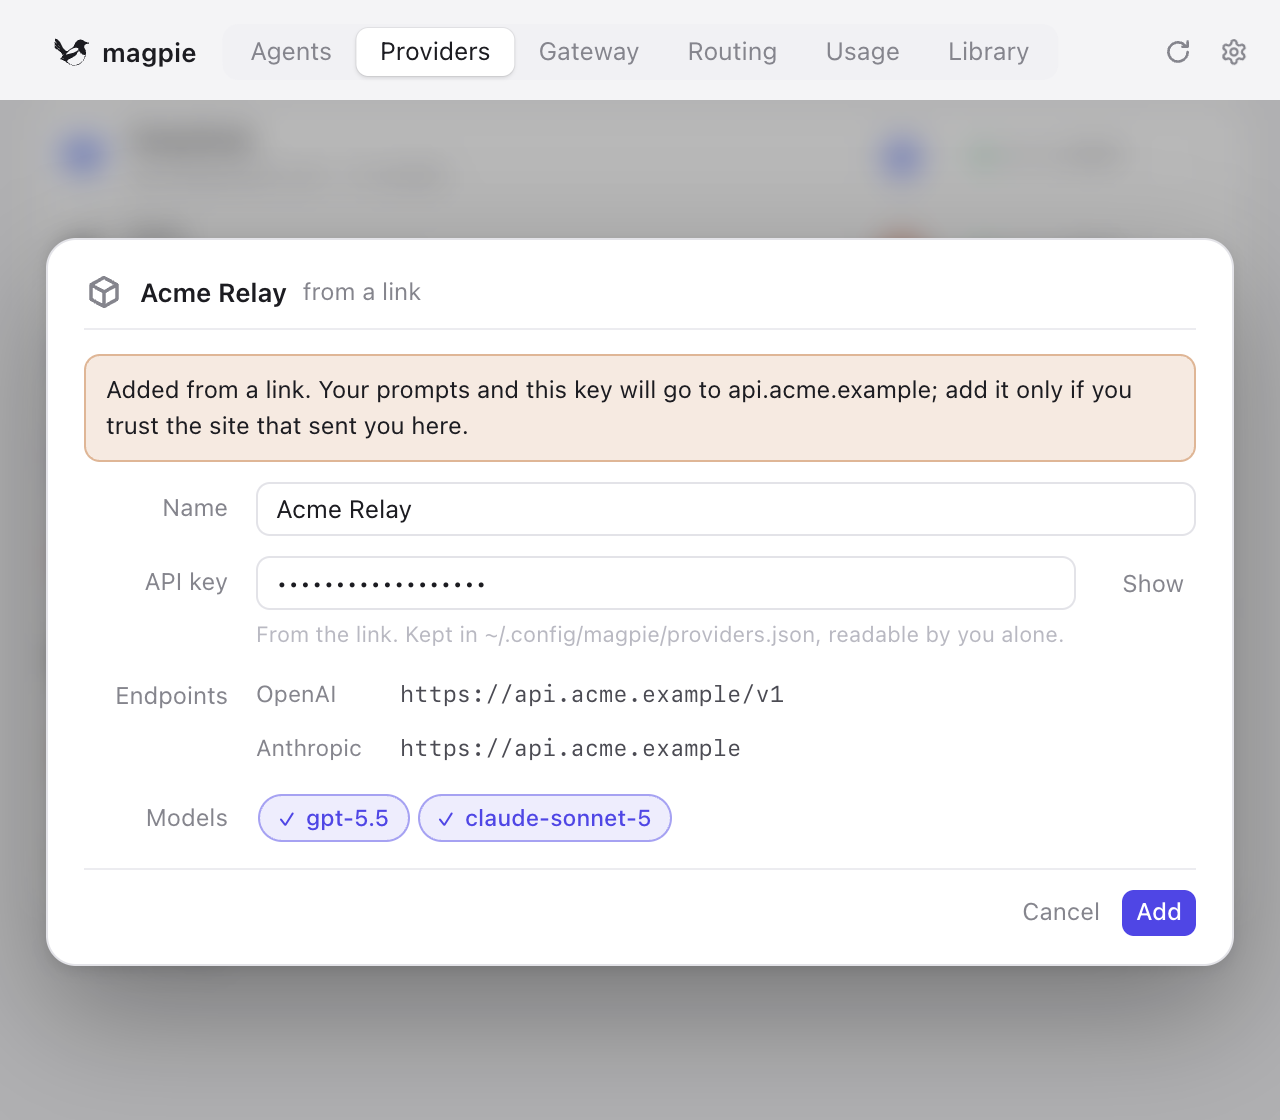 magpie
Agents
Providers
Gateway
Routing
Usage
Library
Acme Relay from a link
Added from a link. Your prompts and this key will go to api.acme.example; add it only if you
trust the site that sent you here.
Name
Acme Relay
API key
••••••••••••••••••
Show
From the link. Kept in ~/.config/magpie/providers.json, readable by you alone.
Endpoints
OpenAI
https://api.acme.example/v1
Anthropic
https://api.acme.example
Models
✓ gpt-5.5
✓ claude-sonnet-5
Cancel
Add